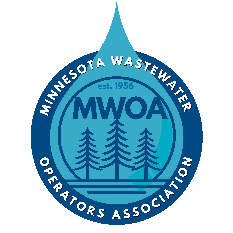 MINNESOTA WASTEWATER
est. 1956
MWOA
OPERATORS ASSOCIATION